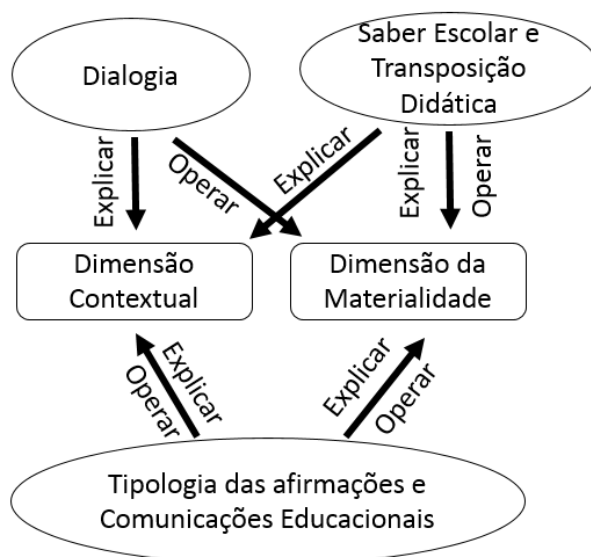 Dialogia
Saber Escolar e
Transposição
Didática
Explicar
Operar
Explicar
Explicar
Operar
Dimensão
Contextual
Dimensão da
Materialidade
Operar
Explicar
Explicar
Operar
Tipologia das afirmações e
Comunicações Educacionais